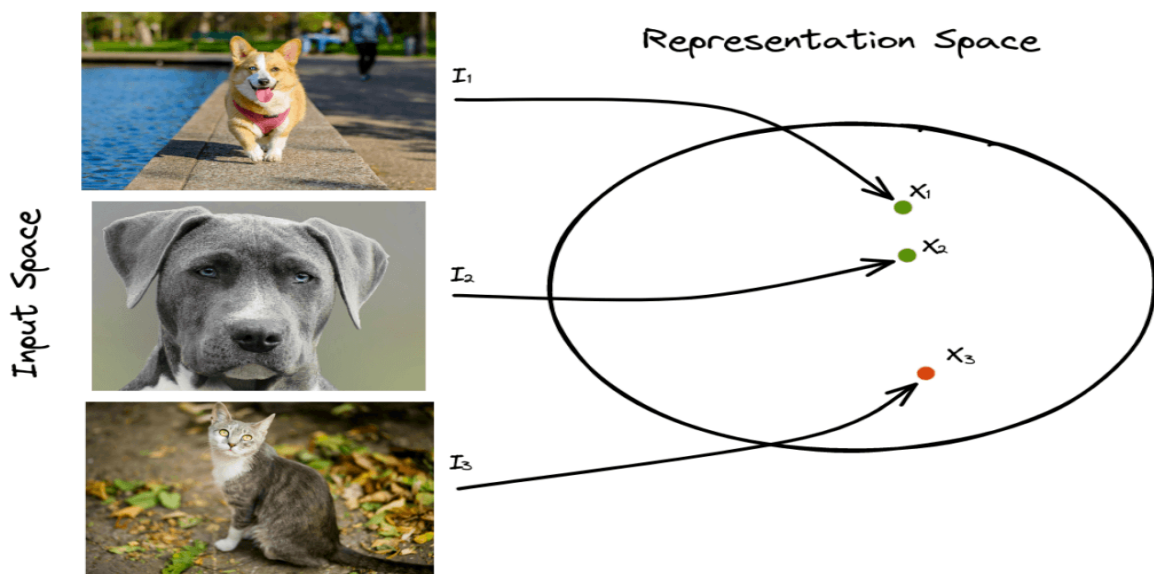 Representation Space
Input Space
I₁
I₂
I₃
X₁
X₂
X₃